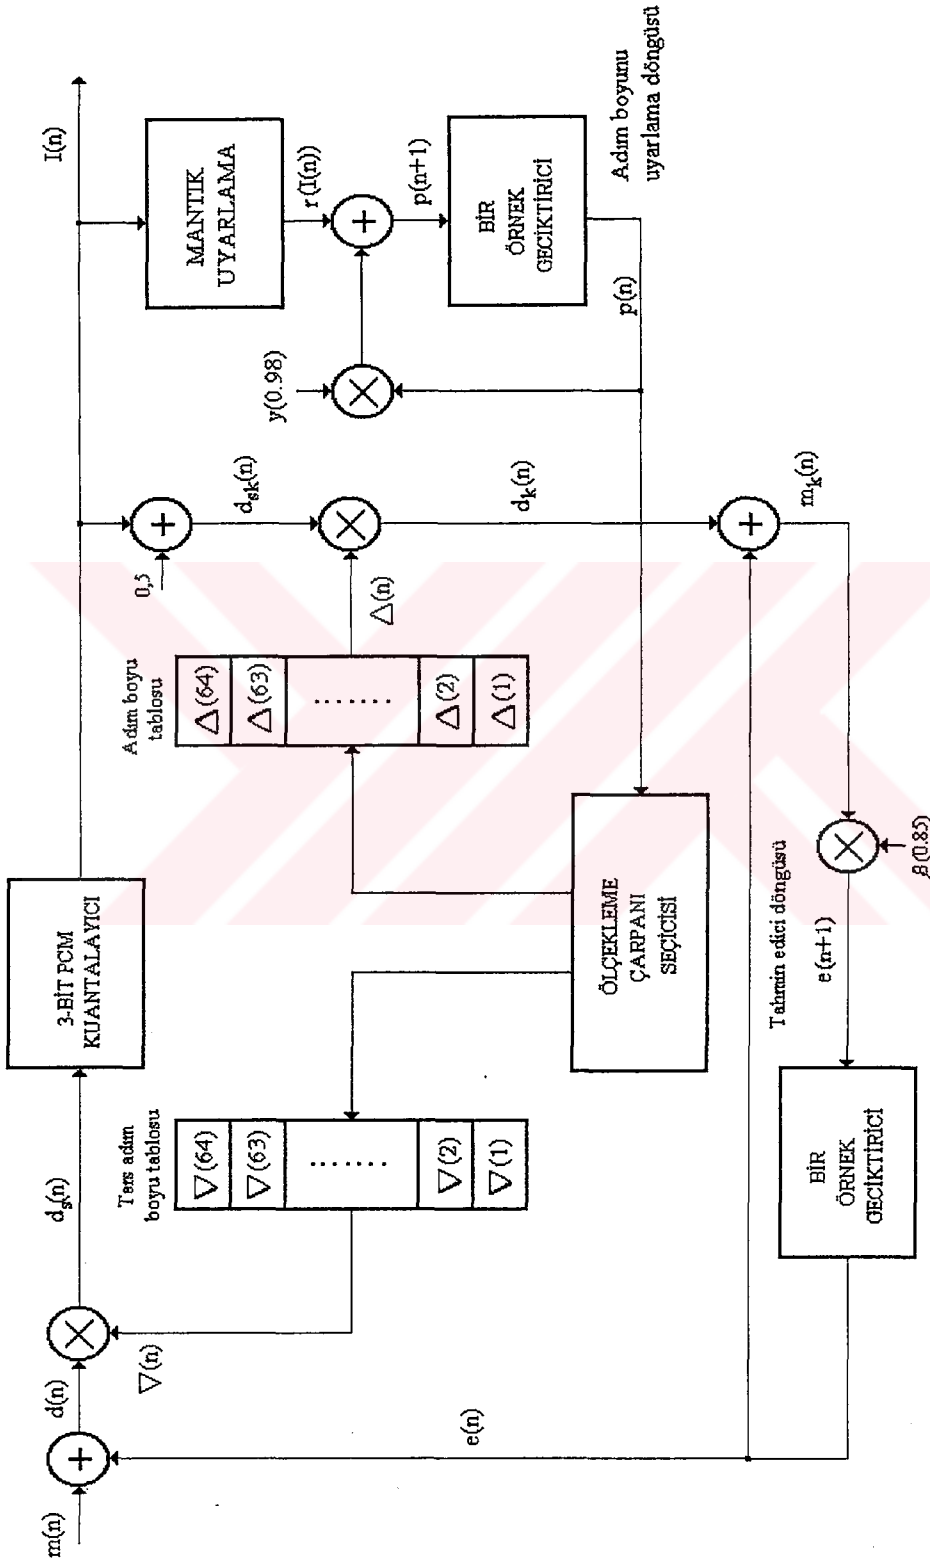 m(n)
d(n)
∇(n)
d_s(n)
3-BİT PCM
KUANTALAYICI
I(n)
Ters adım
boyu tablosu
∇(64)
∇(63)
.......
∇(2)
∇(1)
Adım boyu
tablosu
Δ(64)
Δ(63)
.......
Δ(2)
Δ(1)
Δ(n)
0,5
d_sk(n)
d_k(n)
MANTIK
UYARLAMA
r(I(n))
y(0.98)
p(n+1)
BİR
ÖRNEK
GECİKTİRİCİ
p(n)
Adım boyunu
uyarlama döngüsü
ÖLÇEKLEME
ÇARPANI
SEÇİCİSİ
e(n)
Tahmin edici döngüsü
m_k(n)
β(0.85)
e(n+1)
BİR
ÖRNEK
GECİKTİRİCİ